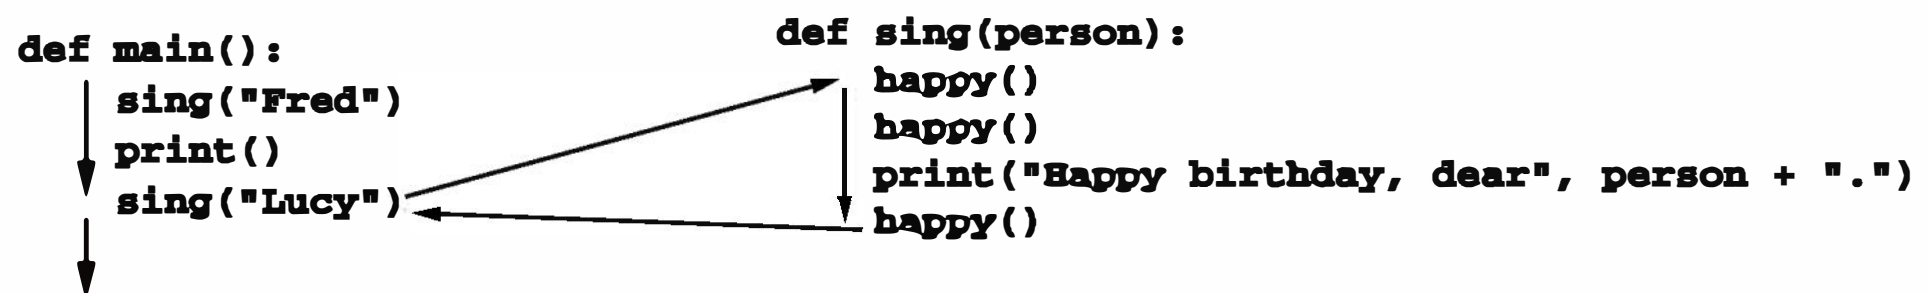 def main():
    sing("Fred")
    print()
    sing("Lucy")
def sing(person):
    happy()
    happy()
    print("Happy birthday, dear", person + ".")
    happy()